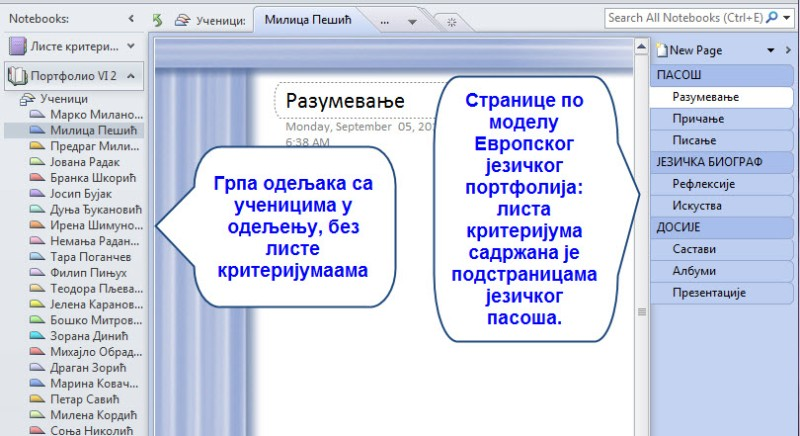 Notebooks:
Ученици:
Милица Пешић
...
Search All Notebooks (Ctrl+E)
Листе критери...
Портфолио VI 2
Ученици
Марко Милано...
Милица Пешић
Предраг Мили...
Јована Радак
Бранка Шкорић
Јосип Бујак
Дуња Ђукановић
Ирена Шимуно...
Немања Радан...
Тара Поганчев
Филип Пињух
Теодора Пљева...
Јелена Каранов...
Бошко Митров...
Зорана Динић
Михајло Обрад...
Драган Зорић
Марина Ковач...
Петар Савић
Милена Кордић
Соња Николић
Разумевање
Monday, September 05, 201
6:38 AM
Грпа одељака са
ученицима у
одељењу, без
листе
критеријумаама
Странице по
моделу
Европског
језичког
портфолија:
листа
критеријума
садржана је
подстраницама
језичког
пасоша.
New Page
ПАСОШ
Разумевање
Причање
Писање
ЈЕЗИЧКА БИОГРАФ
Рефлексије
Искуства
ДОСИЈЕ
Састави
Албуми
Презентације